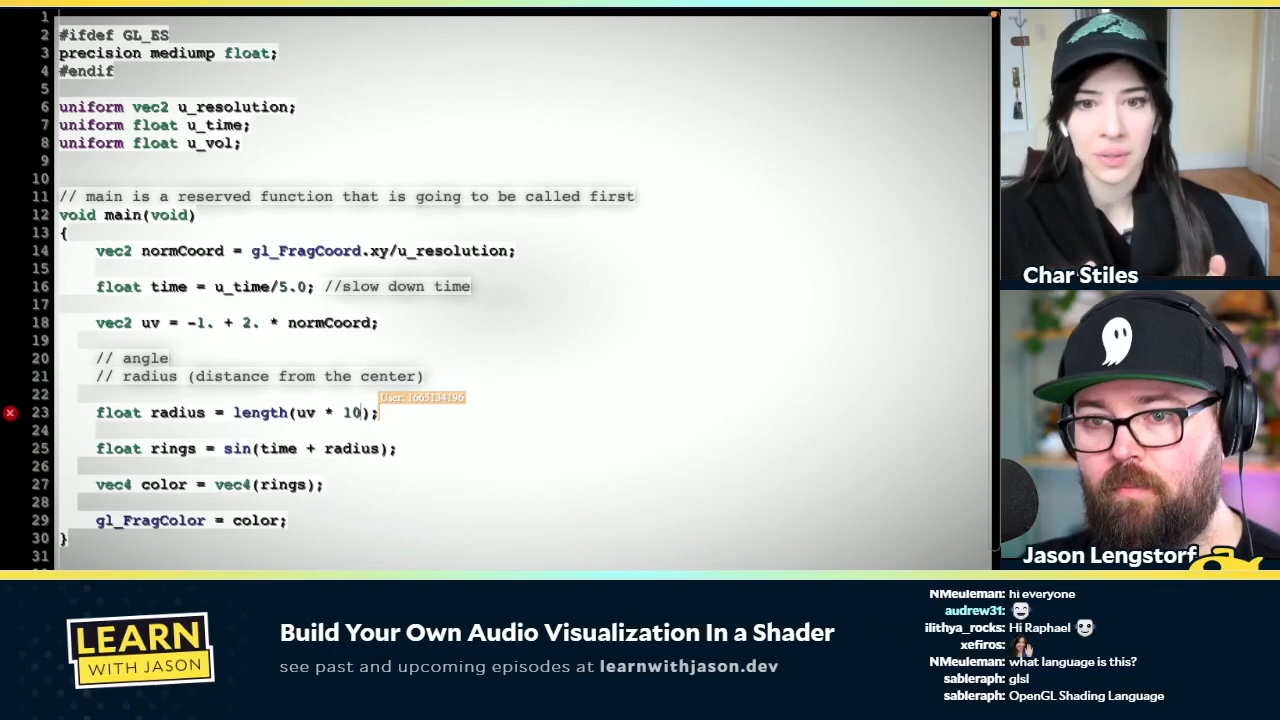 1
2 #ifdef GL_ES
3 precision mediump float;
4 #endif
5
6 uniform vec2 u_resolution;
7 uniform float u_time;
8 uniform float u_vol;
9
10
11 // main is a reserved function that is going to be called first
12 void main(void)
13 {
14 vec2 normCoord = gl_FragCoord.xy/u_resolution;
15
16 float time = u_time/5.0; //slow down time
17
18 vec2 uv = -1. + 2. * normCoord;
19
20 // angle
21 // radius (distance from the center)
22
User: 1665134196
23 float radius = length(uv * 10);
24
25 float rings = sin(time + radius);
26
27 vec4 color = vec4(rings);
28
29 gl_FragColor = color;
30 }
31
Char Stiles
Jason Lengstorf
LEARN
WITH JASON
Build Your Own Audio Visualization In a Shader
see past and upcoming episodes at learnwithjason.dev
NMeuleman: hi everyone
audrew31:
ilithya_rocks: Hi Raphael
xefiros:
NMeuleman: what language is this?
sableraph: glsl
sableraph: OpenGL Shading Language